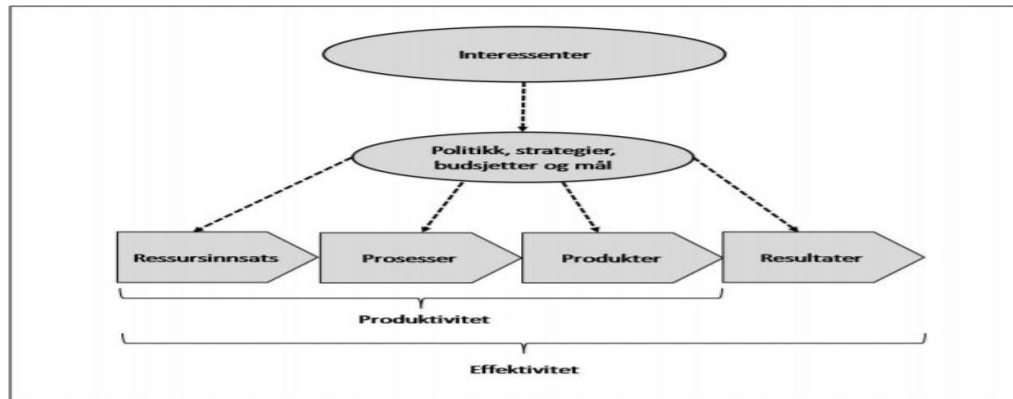 Interessenter
Politikk, strategier,
budsjetter og mål
Ressursinnsats
Prosesser
Produkter
Resultater
Produktivitet
Effektivitet